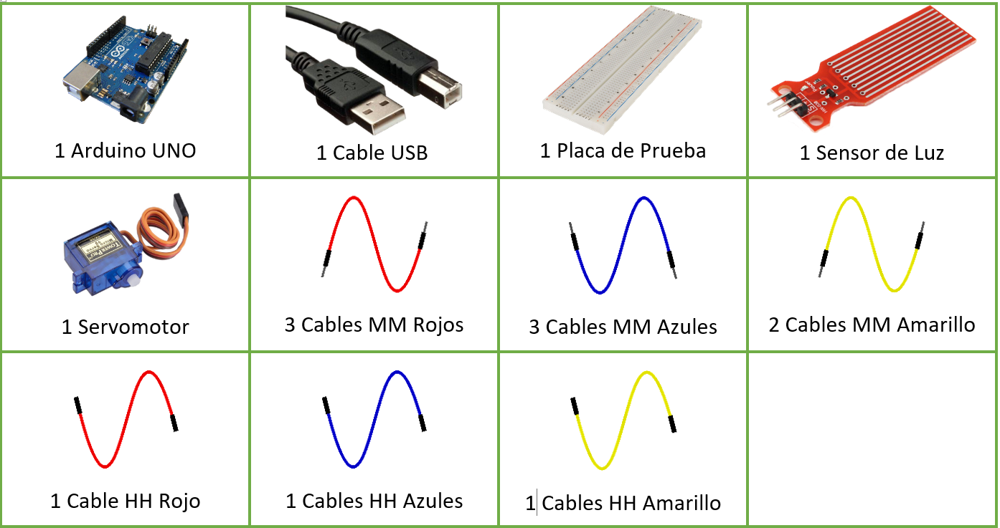 1 Arduino UNO
1 Cable USB
1 Placa de Prueba
1 Sensor de Luz
1 Servomotor
3 Cables MM Rojos
3 Cables MM Azules
2 Cables MM Amarillo
1 Cable HH Rojo
1 Cables HH Azules
1 Cables HH Amarillo